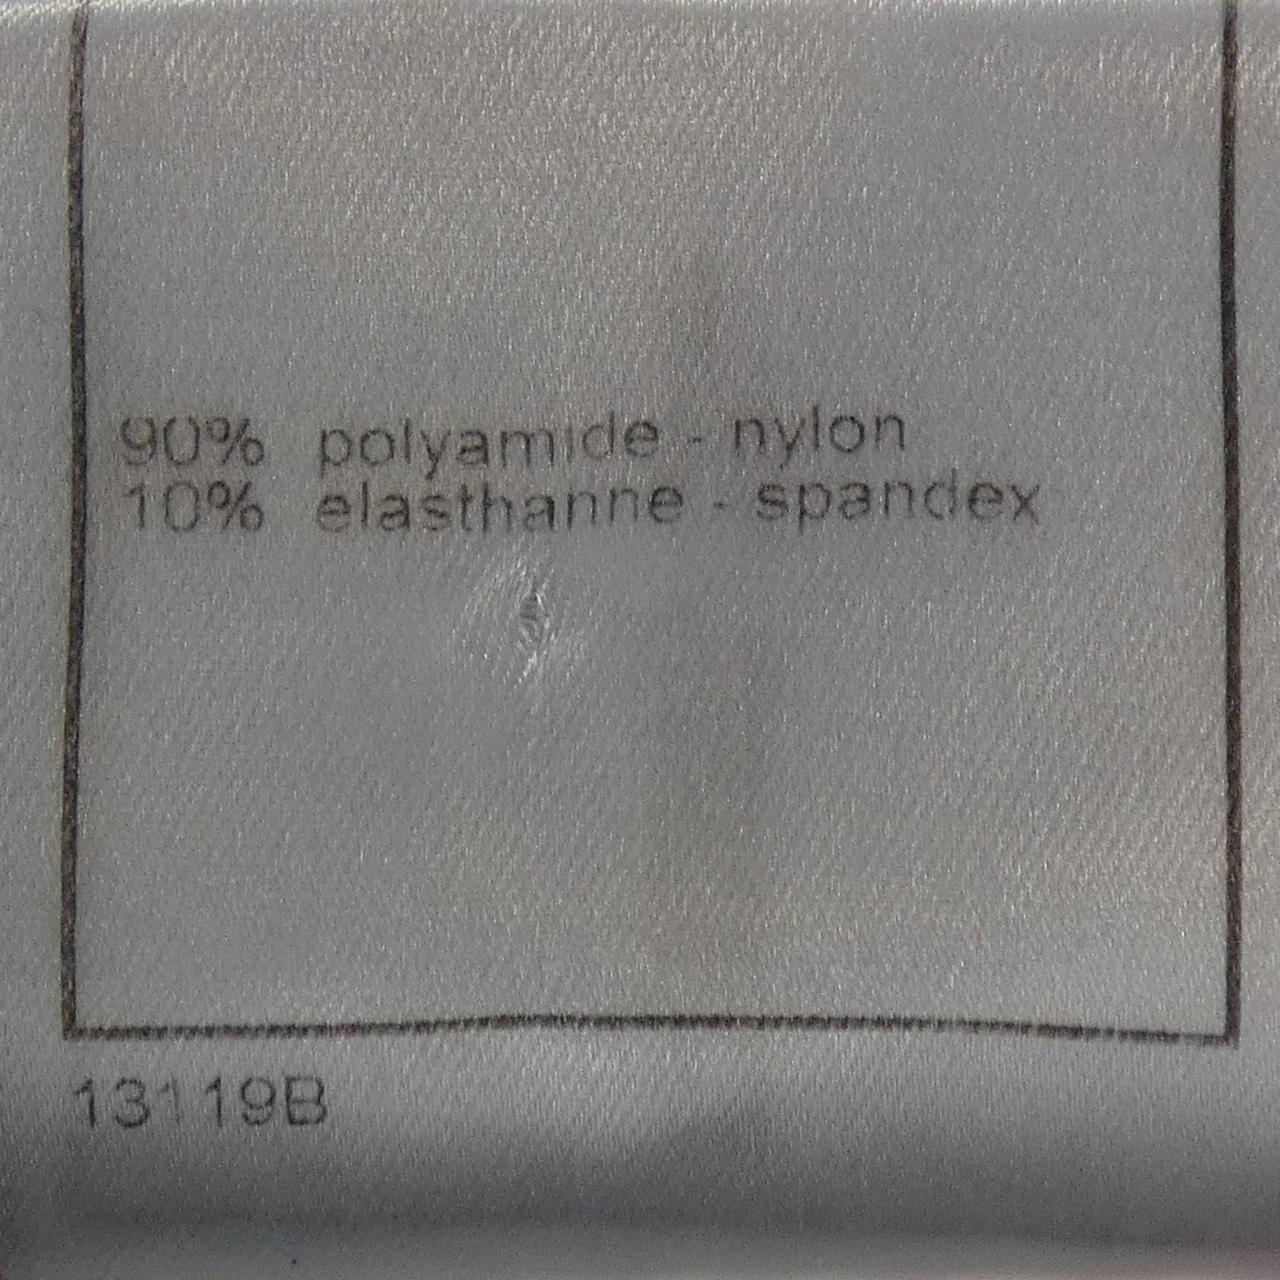 90% polyamide - nylon
10% elasthanne - spandex
13119B